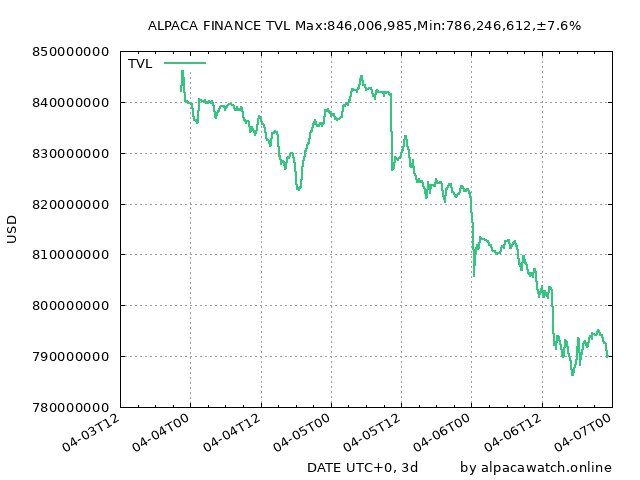 ALPACA FINANCE TVL Max:846,006,985,Min:786,246,612,±7.6%
850000000
TVL
840000000
830000000
820000000
USD
810000000
800000000
790000000
780000000
04-03T12
04-04T00
04-04T12
04-05T00
04-05T12
04-06T00
04-06T12
04-07T00
DATE UTC+0, 3d
by alpacawatch.online